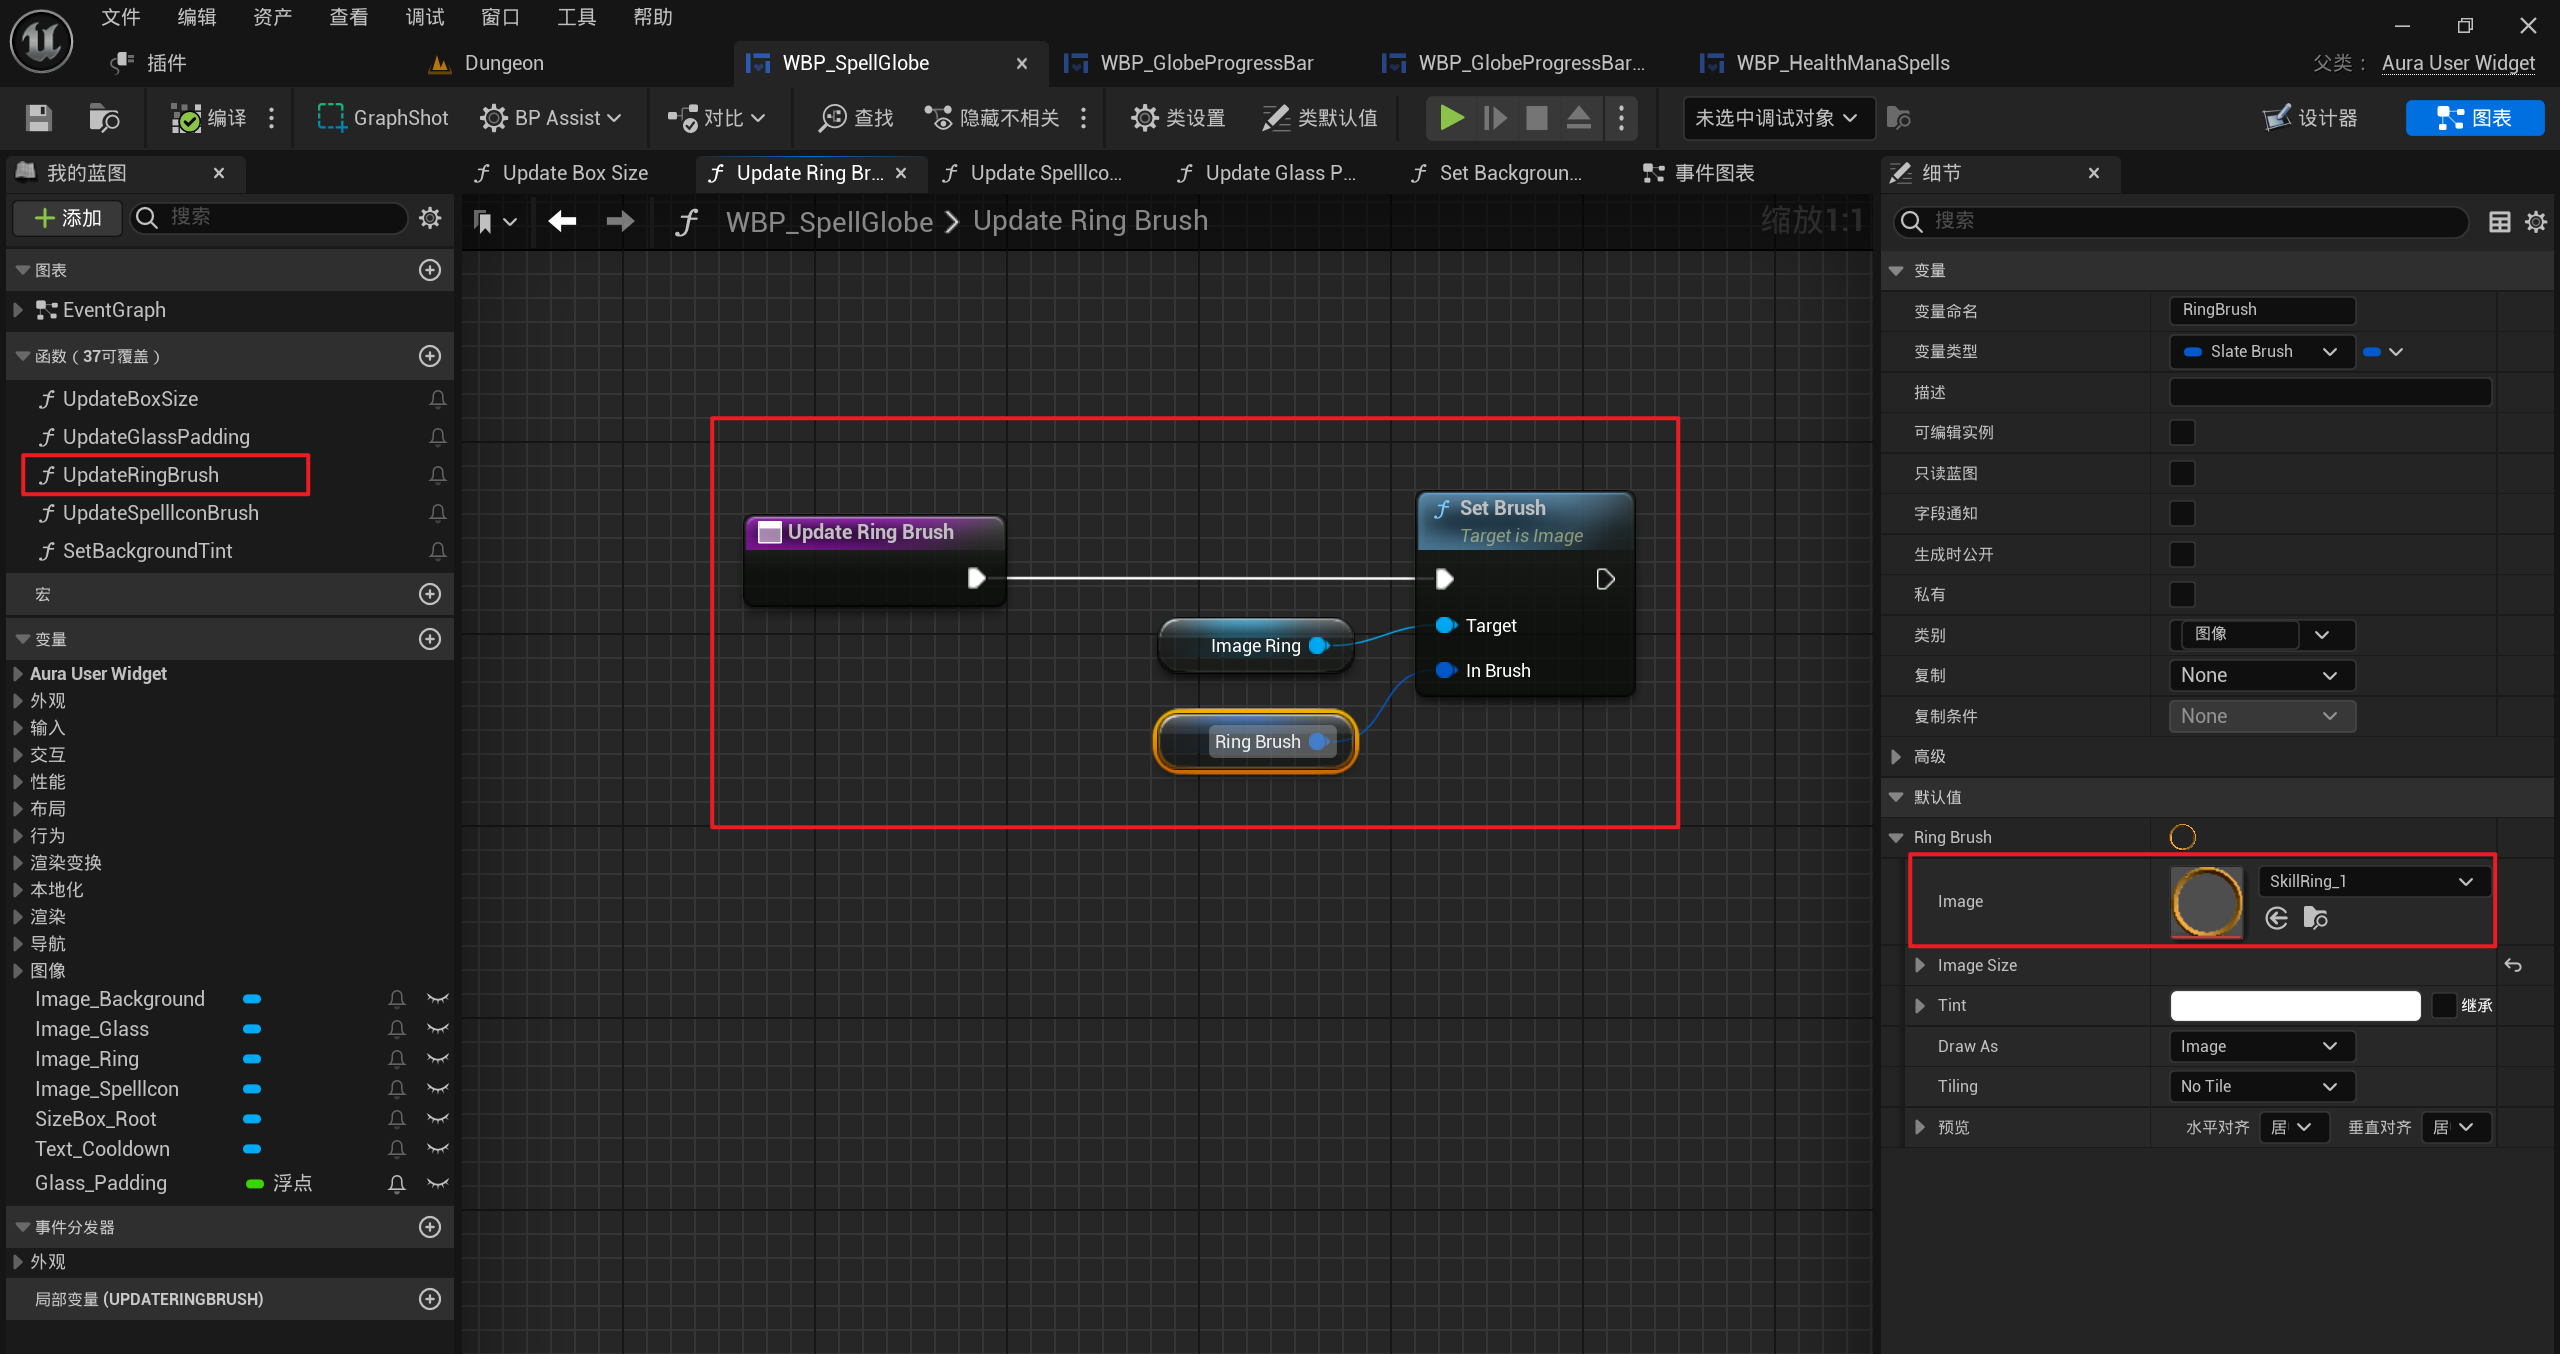 文件 编辑 资产 查看 调试 窗口 工具 帮助
插件 Dungeon WBP_SpellGlobe WBP_GlobeProgressBar WBP_GlobeProgressBar... WBP_HealthManaSpells 父类： Aura User Widget
编译 GraphShot BP Assist 对比 查找 隐藏不相关 类设置 类默认值 未选中调试对象 设计器 图表
我的蓝图
添加 搜索
图表
EventGraph
函数（37可覆盖）
UpdateBoxSize
UpdateGlassPadding
UpdateRingBrush
UpdateSpellIconBrush
SetBackgroundTint
宏
变量
Aura User Widget
外观
输入
交互
性能
布局
行为
渲染变换
本地化
渲染
导航
图像
Image_Background
Image_Glass
Image_Ring
Image_SpellIcon
SizeBox_Root
Text_Cooldown
Glass_Padding 浮点
事件分发器
外观
局部变量 (UPDATERINGBRUSH)
Update Box Size Update Ring Br... Update SpellIco... Update Glass P... Set Backgroun... 事件图表
WBP_SpellGlobe Update Ring Brush 缩放1:1
Update Ring Brush
Set Brush
Target is Image
Target
In Brush
Image Ring
Ring Brush
细节
搜索
变量
变量命名 RingBrush
变量类型 Slate Brush
描述
可编辑实例
只读蓝图
字段通知
生成时公开
私有
类别 图像
复制 None
复制条件 None
高级
默认值
Ring Brush
Image SkillRing_1
Image Size
Tint 继承
Draw As Image
Tiling No Tile
预览 水平对齐 居 垂直对齐 居